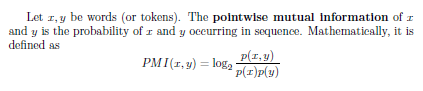 Let x, y be words (or tokens). The pointwise mutual information of x
and y is the probability of x and y occurring in sequence. Mathematically, it is
defined as
PMI(x, y) = log₂ p(x, y) / p(x)p(y)